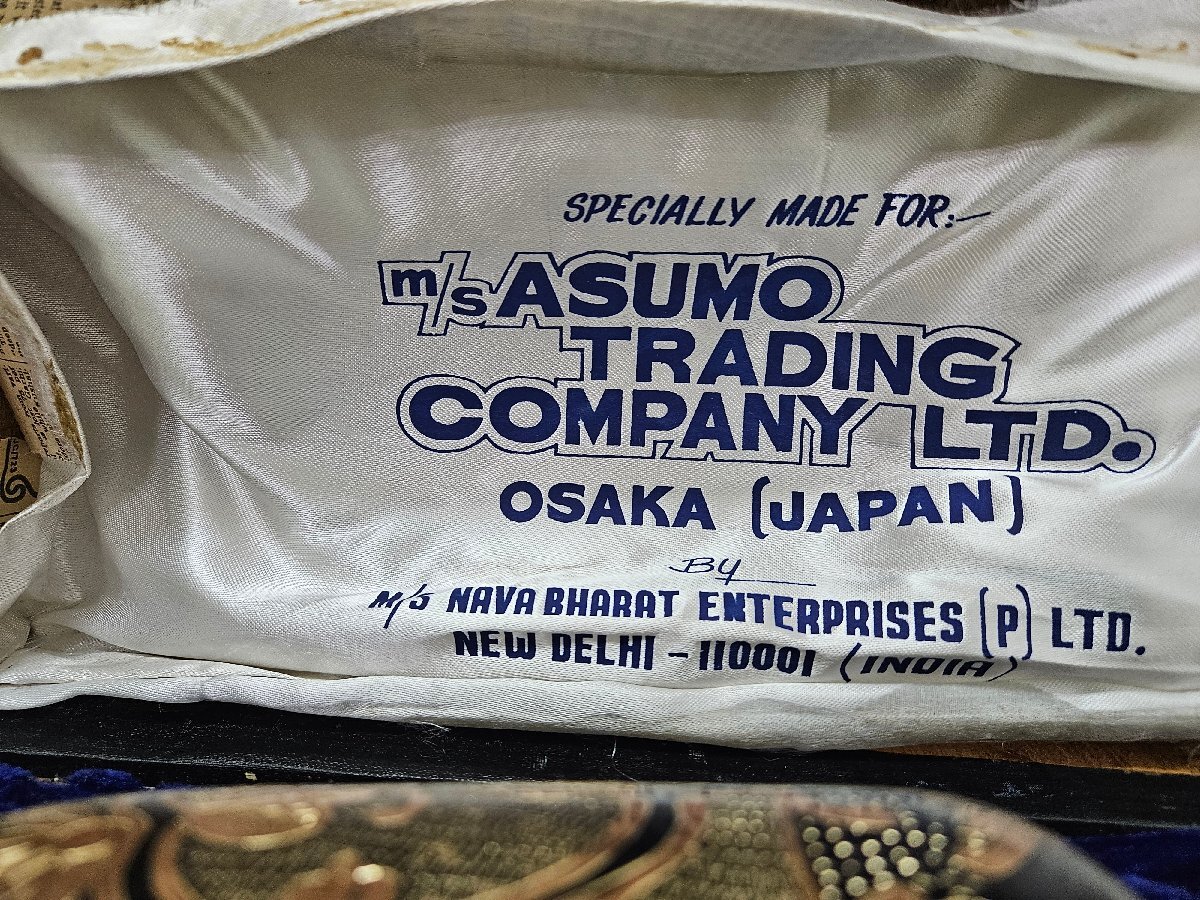 SPECIALLY MADE FOR:—
m/s ASUMO
TRADING
COMPANY LTD.
OSAKA (JAPAN)
BY
M/S NAVA BHARAT ENTERPRISES (P) LTD.
NEW DELHI - 110001 (INDIA)